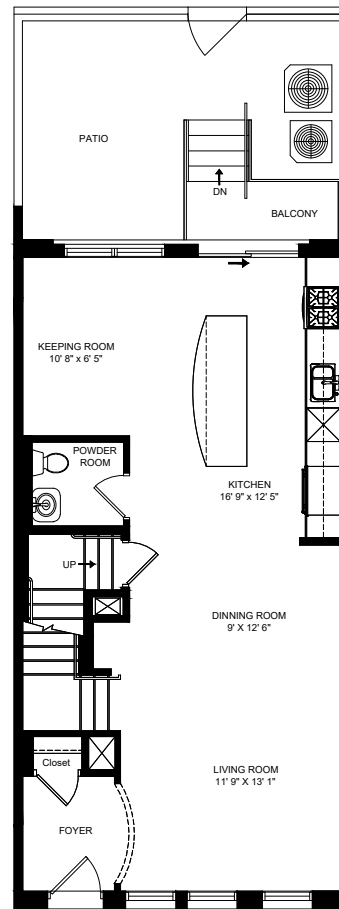 PATIO
DN
BALCONY
KEEPING ROOM
10' 8" x 6' 5"
POWDER
ROOM
KITCHEN
16' 9" x 12' 5"
UP
DINNING ROOM
9' X 12' 6"
LIVING ROOM
11' 9" X 13' 1"
Closet
FOYER